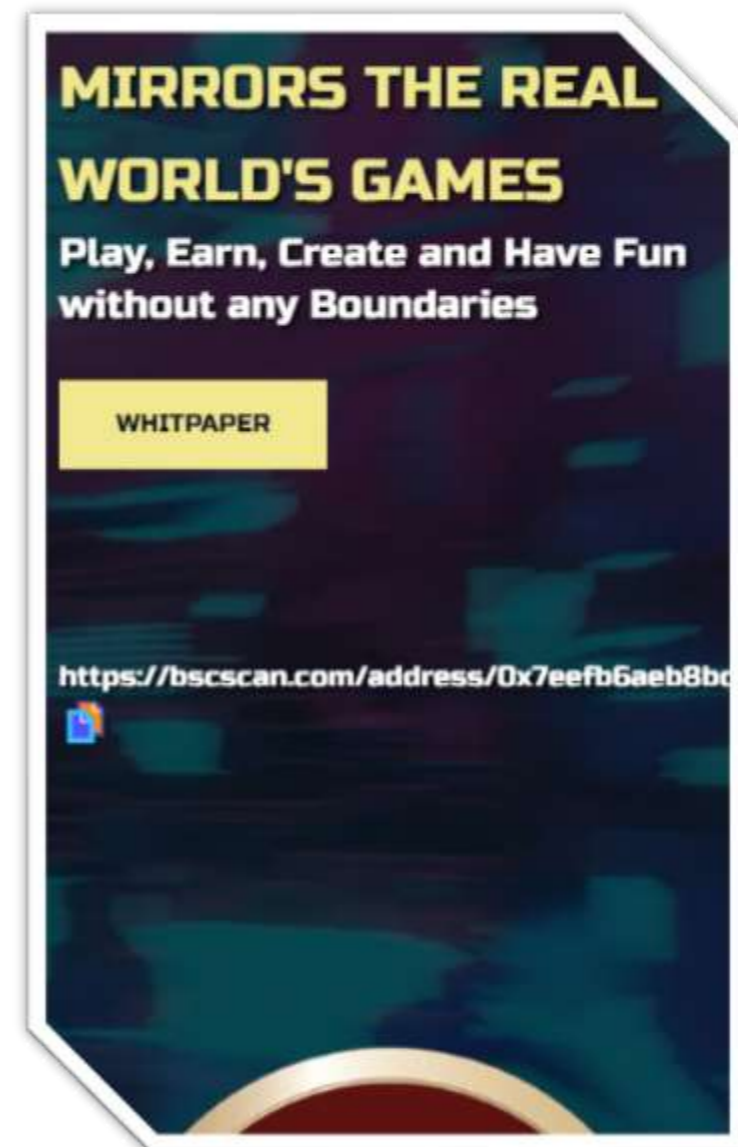 MIRRORS THE REAL
WORLD'S GAMES
Play, Earn, Create and Have Fun
without any Boundaries
WHITPAPER
https://bscscan.com/address/0x7eefb6aeb8bc